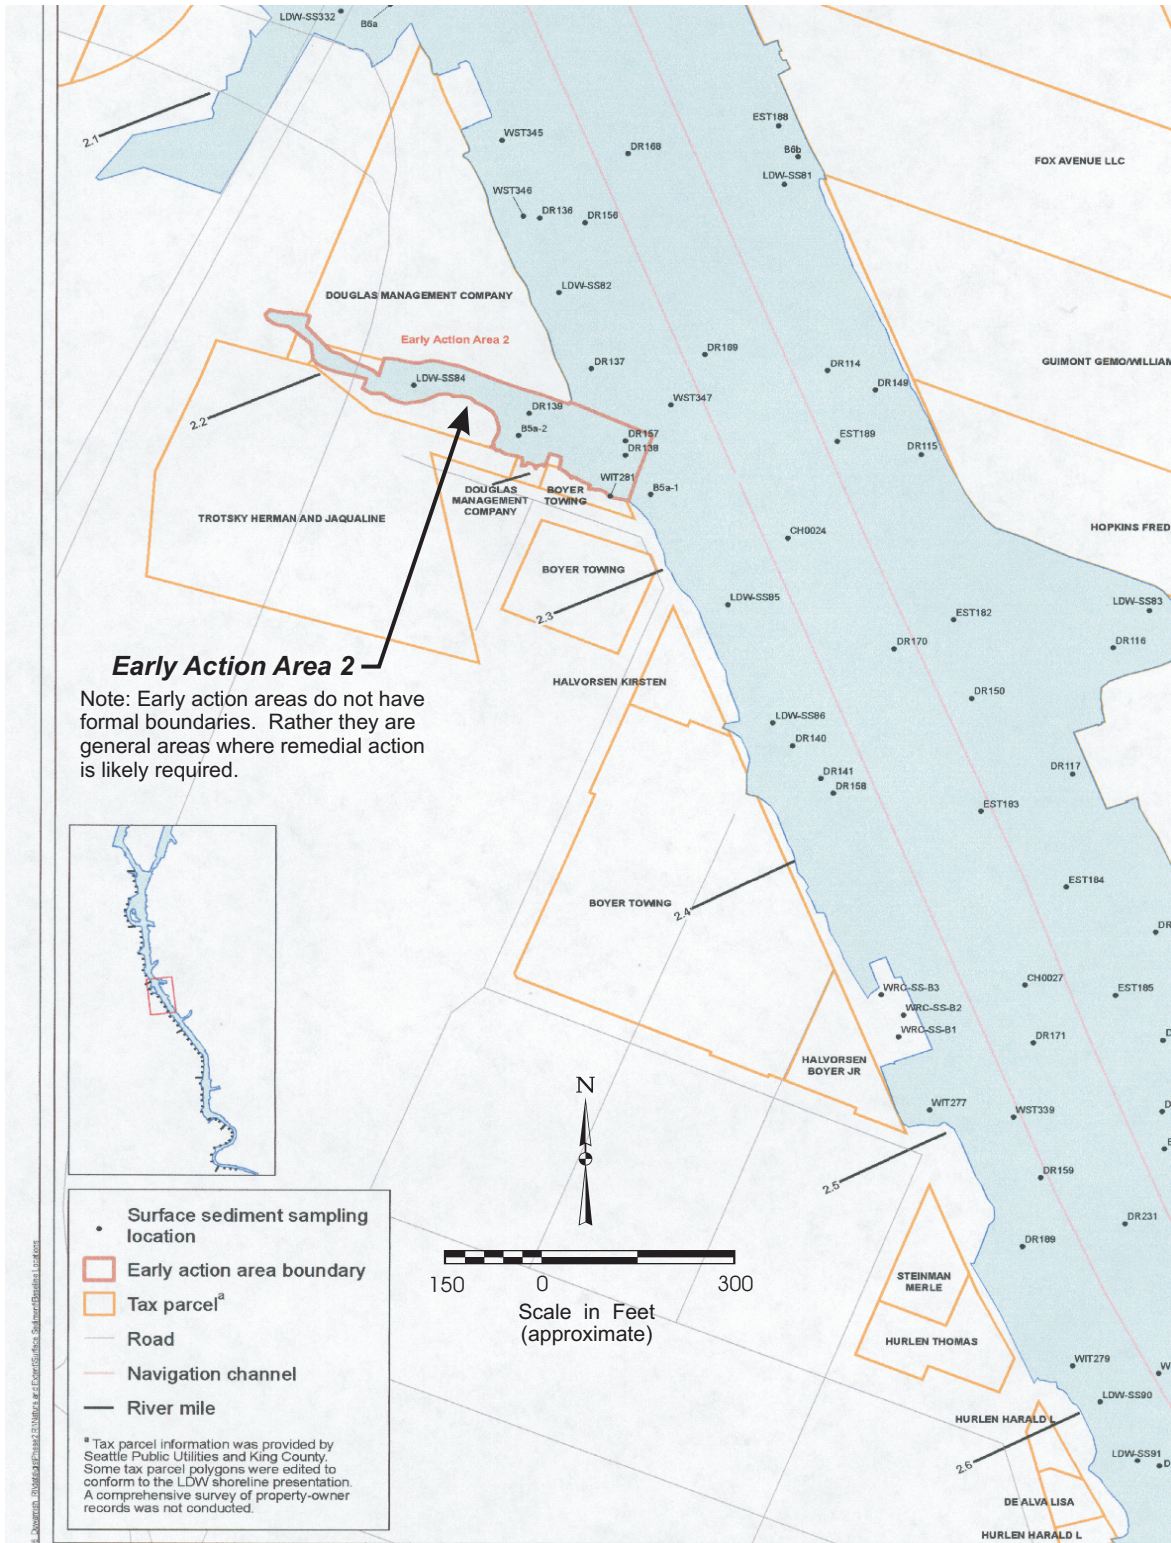 LDW-SS332
B6a
2.1
WST345
DR168
EST188
B6b
LDW-SS81
FOX AVENUE LLC
WST346
DR136
DR156
DOUGLAS MANAGEMENT COMPANY
LDW-SS82
Early Action Area 2
DR137
DR169
DR114
DR149
GUIMONT GEMO/WILLIAM
LDW-SS84
WST347
2.2
DR139
B5a-2
DR157
DR138
EST189
DR115
WIT281
B5a-1
DOUGLAS
MANAGEMENT
COMPANY
BOYER
TOWING
TROTSKY HERMAN AND JAQUALINE
HOPKINS FRED
CH0024
BOYER TOWING
2.3
LDW-SS85
LDW-SS83
EST182
DR116
DR170
Early Action Area 2
Note: Early action areas do not have
formal boundaries. Rather they are
general areas where remedial action
is likely required.
HALVORSEN KIRSTEN
DR150
LDW-SS86
DR140
DR141
DR158
DR117
EST183
EST184
BOYER TOWING
2.4
DR
WRC-SS-B3
WRC-SS-B2
WRC-SS-B1
CH0027
EST185
DR171
D
HALVORSEN
BOYER JR
N
WIT277
WST339
D
E
2.5
DR159
DR231
DR189
Surface sediment sampling
location
Early action area boundary
Tax parcel a
Road
Navigation channel
River mile
a Tax parcel information was provided by
Seattle Public Utilities and King County.
Some tax parcel polygons were edited to
conform to the LDW shoreline presentation.
A comprehensive survey of property-owner
records was not conducted.
150 0 300
Scale in Feet
(approximate)
STEINMAN
MERLE
HURLEN THOMAS
WIT279
W
LDW-SS90
HURLEN HARALD L
2.6
LDW-SS91
D
DE ALVA LISA
HURLEN HARALD L